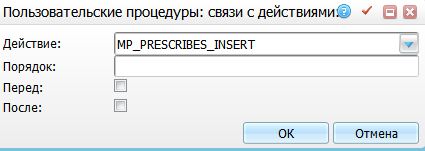 Пользовательские процедуры: связи с действиями:
Действие: MP_PRESCRIBES_INSERT
Порядок:
Перед:
После:
ОК Отмена